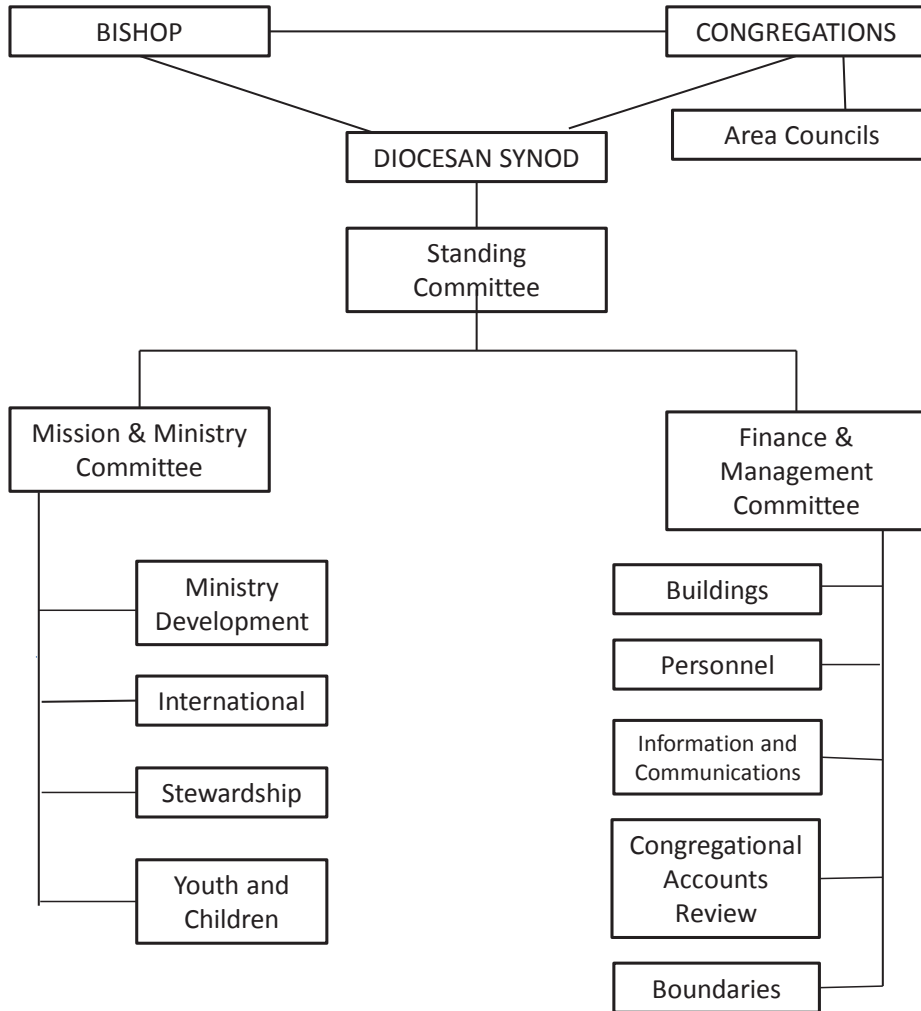 BISHOP
CONGREGATIONS
Area Councils
DIOCESAN SYNOD
Standing
Committee
Mission & Ministry
Committee
Finance &
Management
Committee
Ministry
Development
International
Stewardship
Youth and
Children
Buildings
Personnel
Information and
Communications
Congregational
Accounts
Review
Boundaries